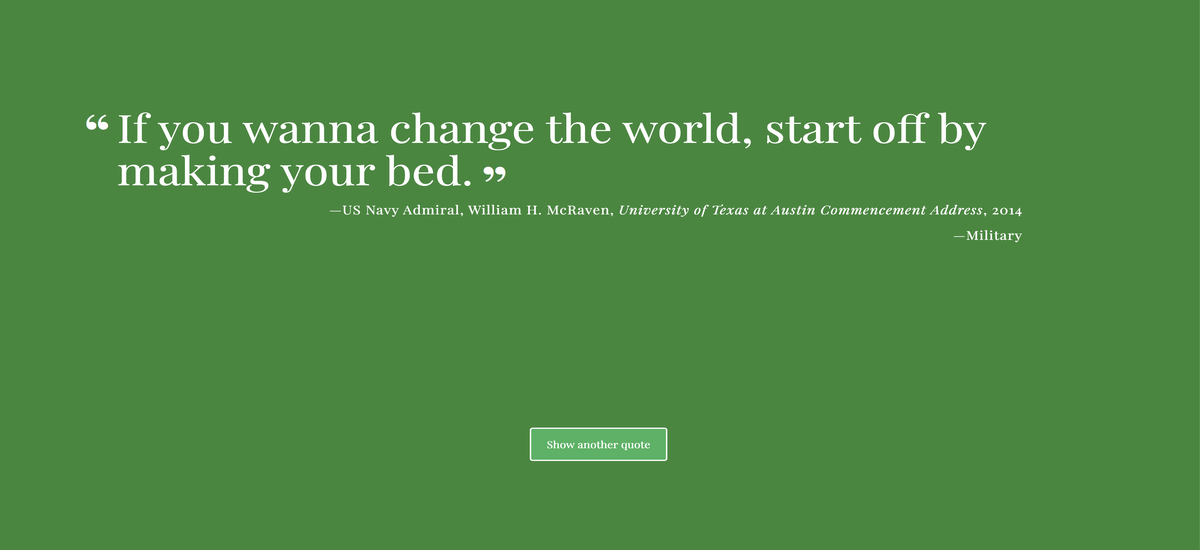 “ If you wanna change the world, start off by
making your bed. ”
—US Navy Admiral, William H. McRaven, University of Texas at Austin Commencement Address, 2014
—Military
Show another quote